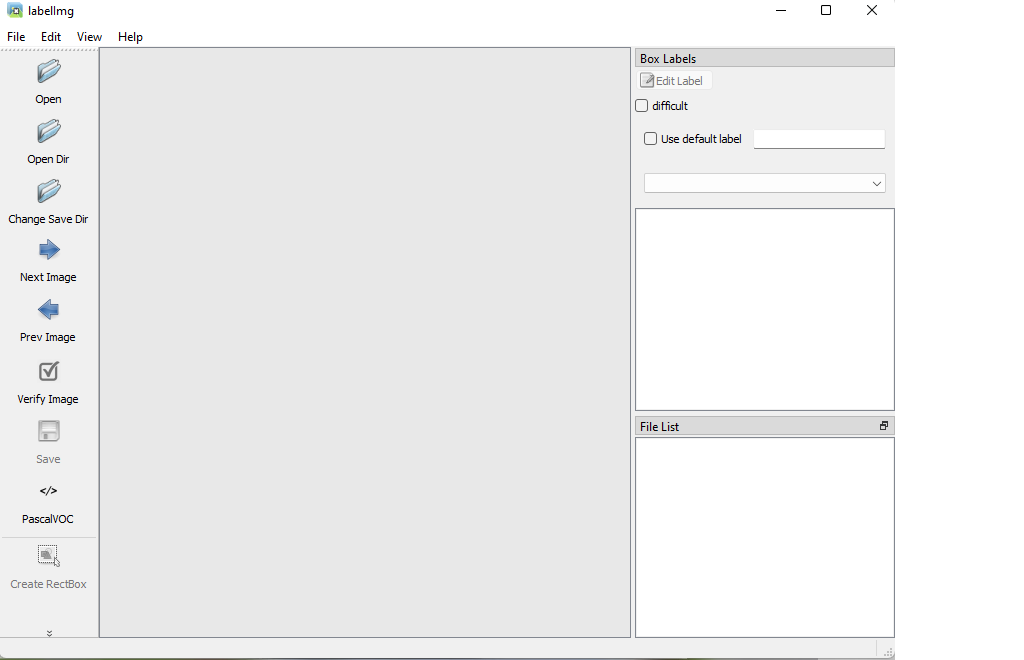 labelImg
File Edit View Help
Open
Open Dir
Change Save Dir
Next Image
Prev Image
Verify Image
Save
</>
PascalVOC
Create RectBox
Box Labels
Edit Label
difficult
Use default label
File List